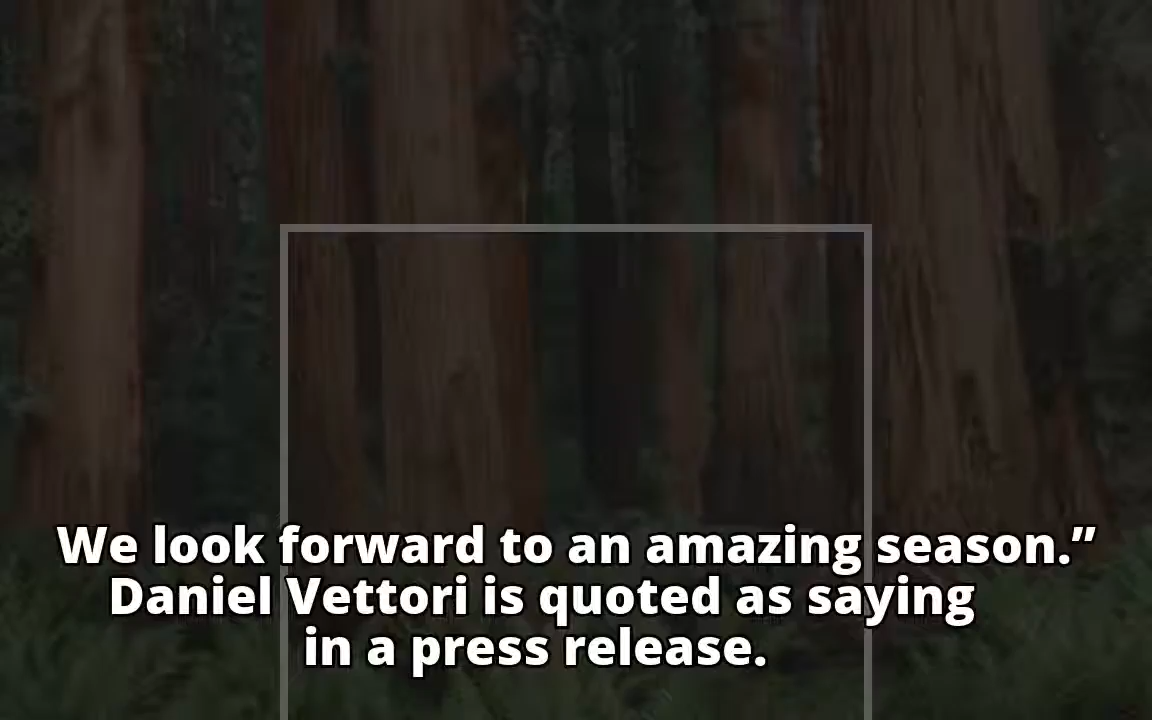 We look forward to an amazing season.”
Daniel Vettori is quoted as saying
in a press release.